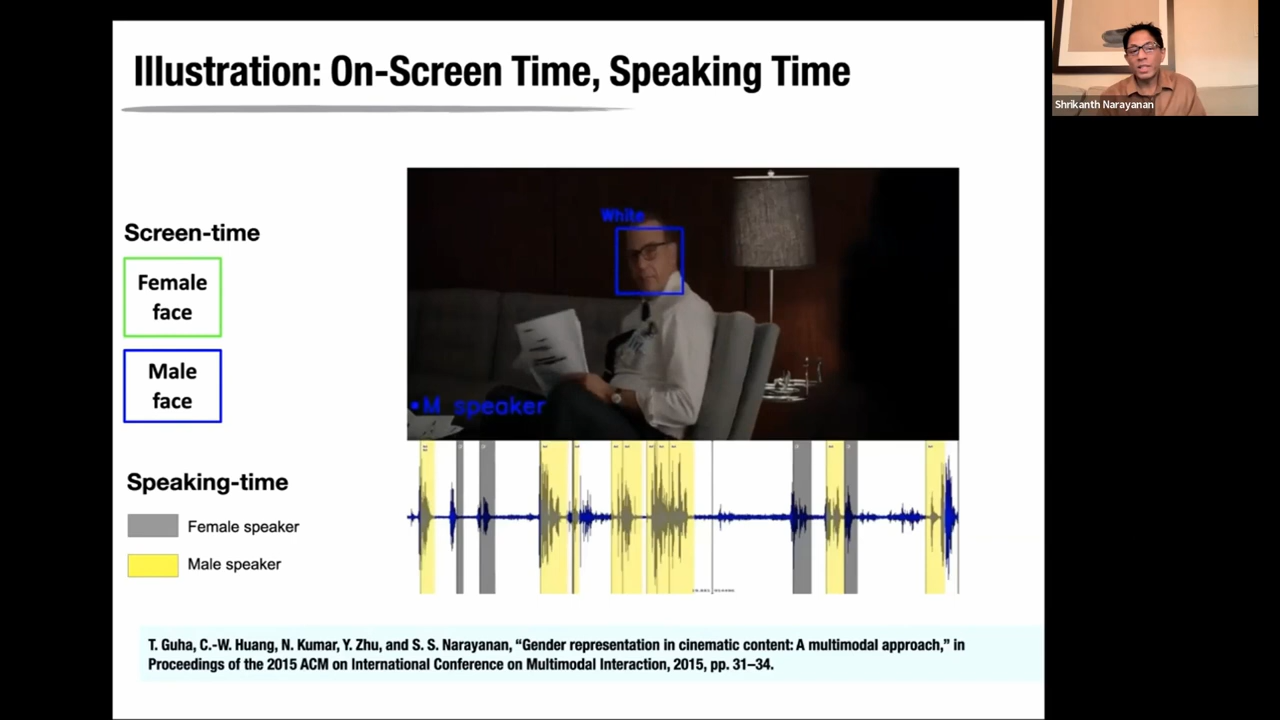 Illustration: On-Screen Time, Speaking Time
Shrikanth Narayanan
Screen-time
Female
face
Male
face
White
•M speaker
Speaking-time
Female speaker
Male speaker
T. Guha, C.-W. Huang, N. Kumar, Y. Zhu, and S. S. Narayanan, “Gender representation in cinematic content: A multimodal approach,” in
Proceedings of the 2015 ACM on International Conference on Multimodal Interaction, 2015, pp. 31–34.